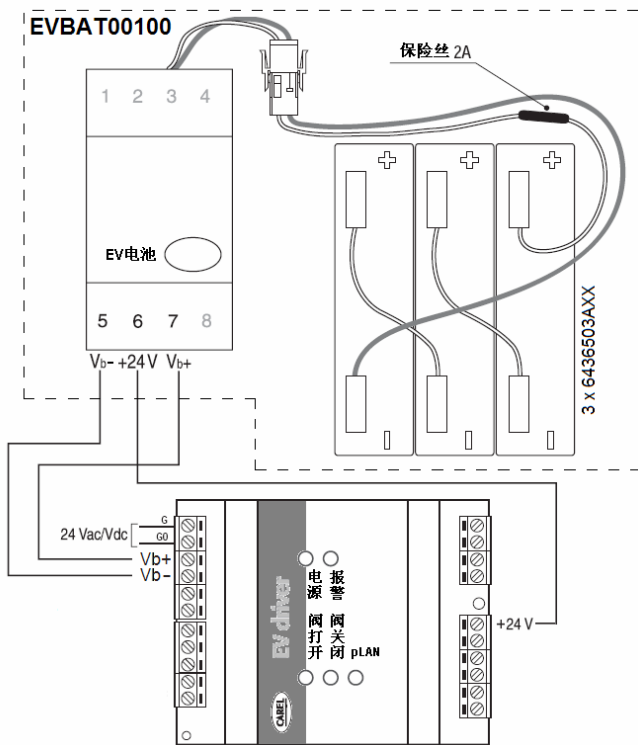 EVBAT00100
保险丝 2A
1 2 3 4
EV电池
5 6 7 8
Vb- +24 V Vb+
3 x 6436503AXX
24 Vac/Vdc
G
G0
Vb+
Vb-
电源
报警
阀打开
阀关闭
pLAN
EV driver
CAREL
+24 V